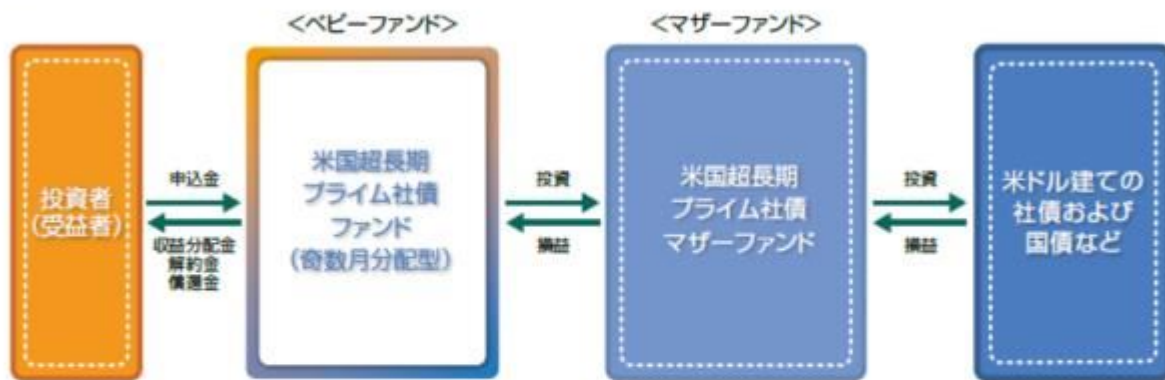 <ベビーファンド>
<マザーファンド>
投資者
(受益者)
申込金
収益分配金
解約金
償還金
米国超長期
プライム社債
ファンド
(奇数月分配型)
投資
損益
米国超長期
プライム社債
マザーファンド
投資
損益
米ドル建ての
社債および
国債など